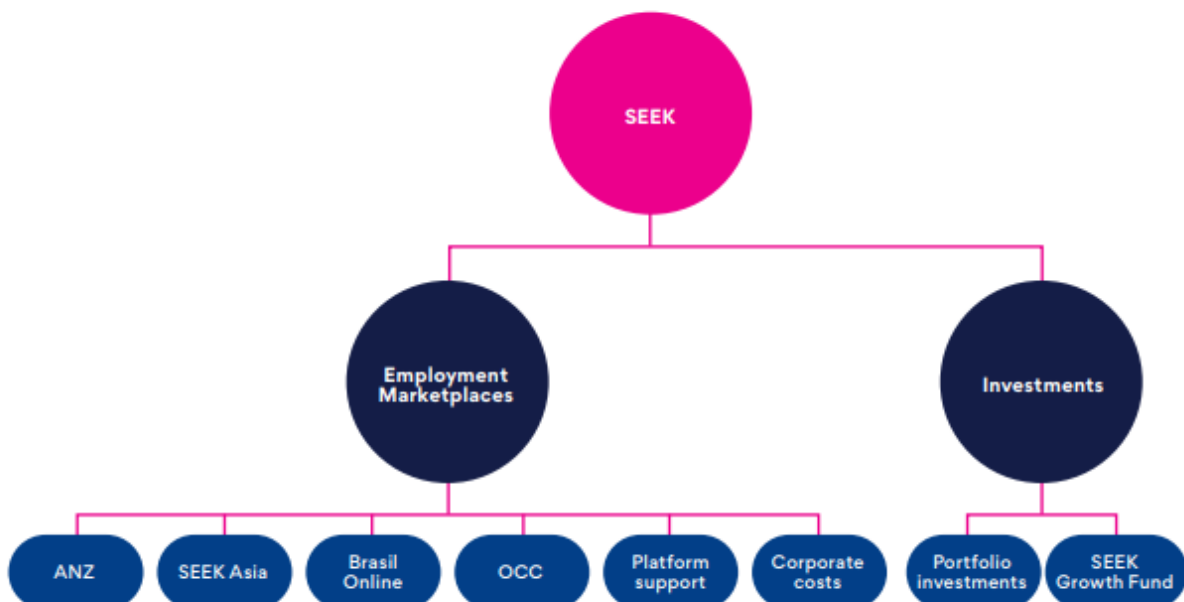 SEEK
Employment
Marketplaces
Investments
ANZ
SEEK Asia
Brasil
Online
OCC
Platform
support
Corporate
costs
Portfolio
investments
SEEK
Growth Fund